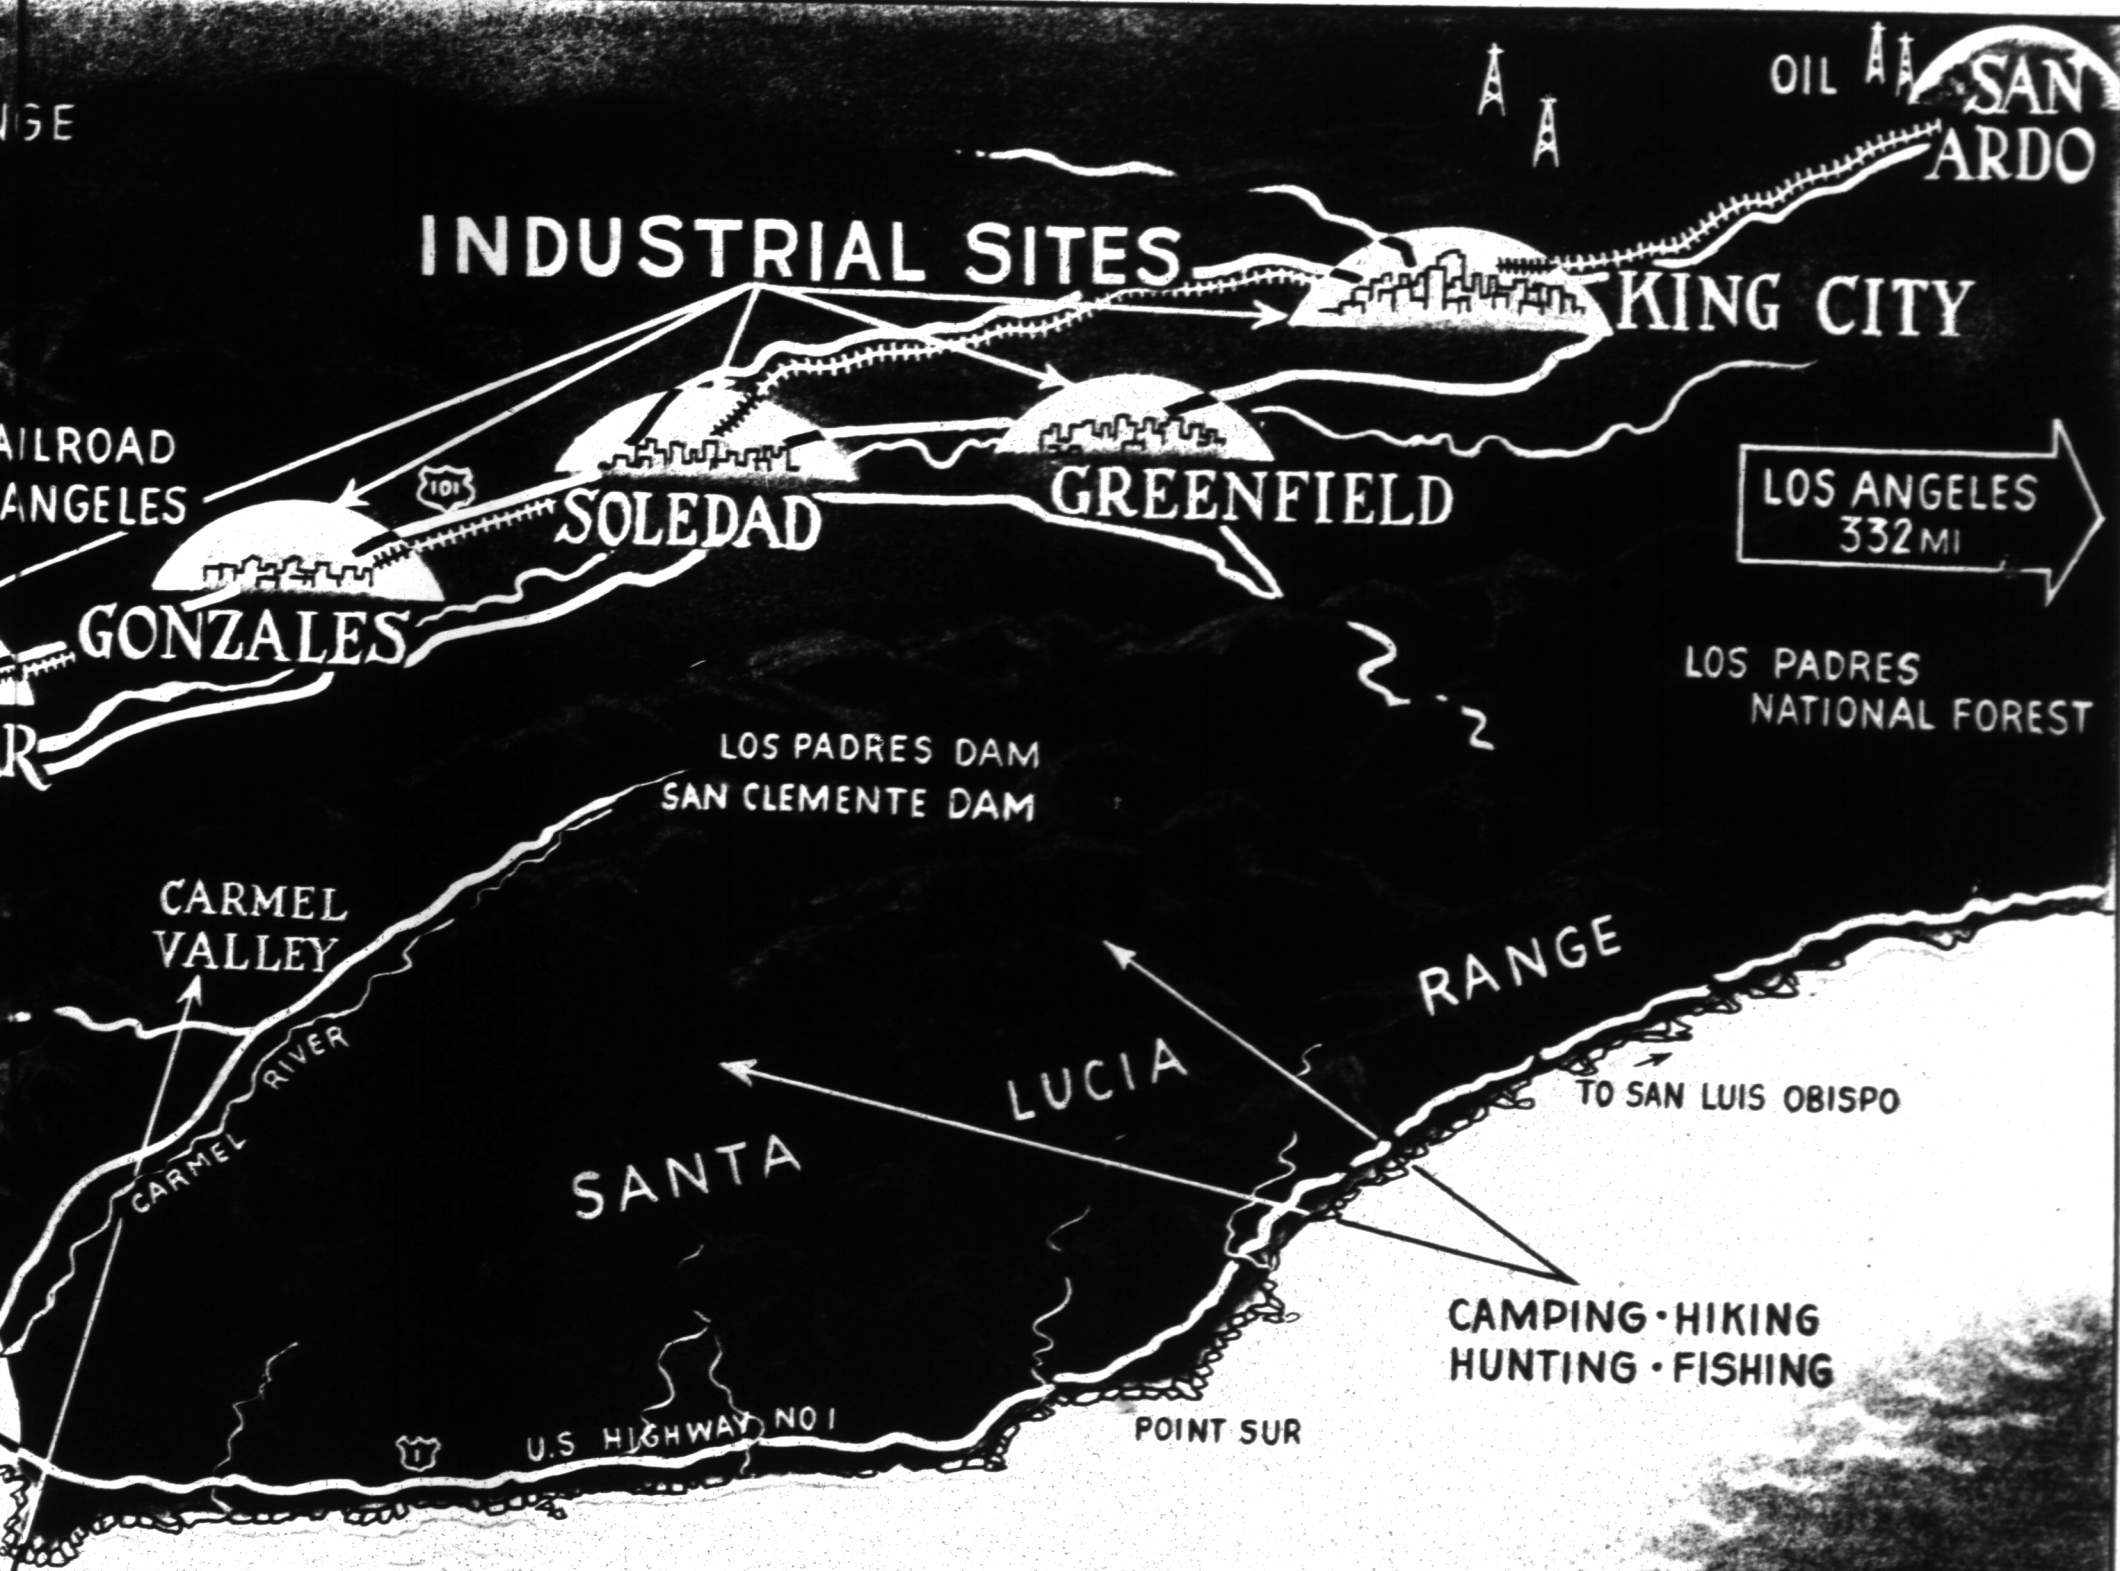 OIL
SAN
ARDO
INDUSTRIAL SITES
KING CITY
101
SOLEDAD
GREENFIELD
ANGELES
LOS ANGELES
332 MI
GONZALES
LOS PADRES
NATIONAL FOREST
LOS PADRES DAM
SAN CLEMENTE DAM
CARMEL
VALLEY
SANTA LUCIA RANGE
CARMEL RIVER
TO SAN LUIS OBISPO
CAMPING · HIKING
HUNTING · FISHING
POINT SUR
1
U.S HIGHWAY NO 1